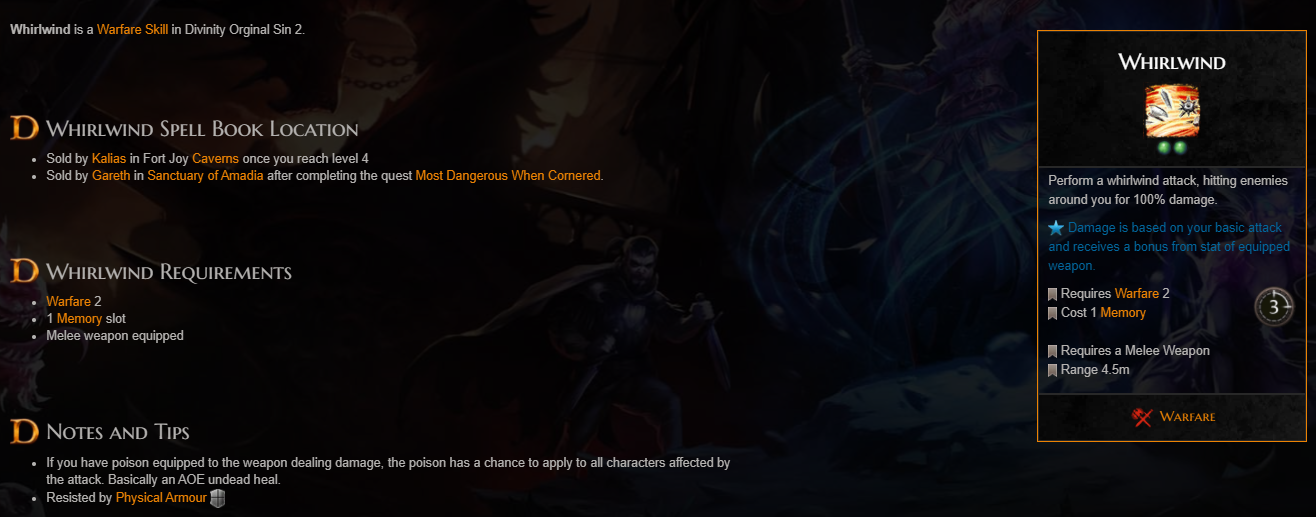 Whirlwind is a Warfare Skill in Divinity Orginal Sin 2.
Whirlwind Spell Book Location
Sold by Kalias in Fort Joy Caverns once you reach level 4
Sold by Gareth in Sanctuary of Amadia after completing the quest Most Dangerous When Cornered.
Whirlwind Requirements
Warfare 2
1 Memory slot
Melee weapon equipped
Notes and Tips
If you have poison equipped to the weapon dealing damage, the poison has a chance to apply to all characters affected by
the attack. Basically an AOE undead heal.
Resisted by Physical Armour
Whirlwind
Perform a whirlwind attack, hitting enemies
around you for 100% damage.
Damage is based on your basic attack
and receives a bonus from stat of equipped
weapon.
Requires Warfare 2
Cost 1 Memory
3
Requires a Melee Weapon
Range 4.5m
Warfare